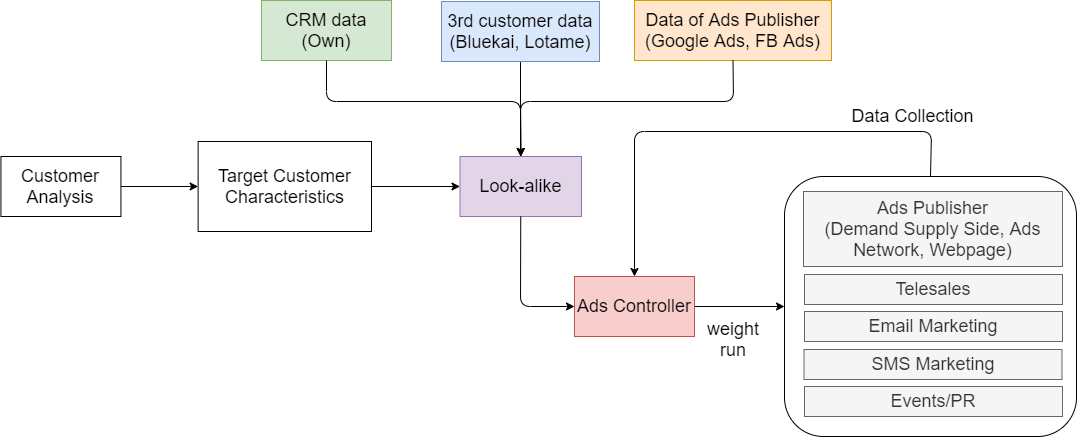 CRM data
(Own)
3rd customer data
(Bluekai, Lotame)
Data of Ads Publisher
(Google Ads, FB Ads)
Data Collection
Customer
Analysis
Target Customer
Characteristics
Look-alike
Ads Publisher
(Demand Supply Side, Ads
Network, Webpage)
Telesales
Ads Controller
weight
run
Email Marketing
SMS Marketing
Events/PR